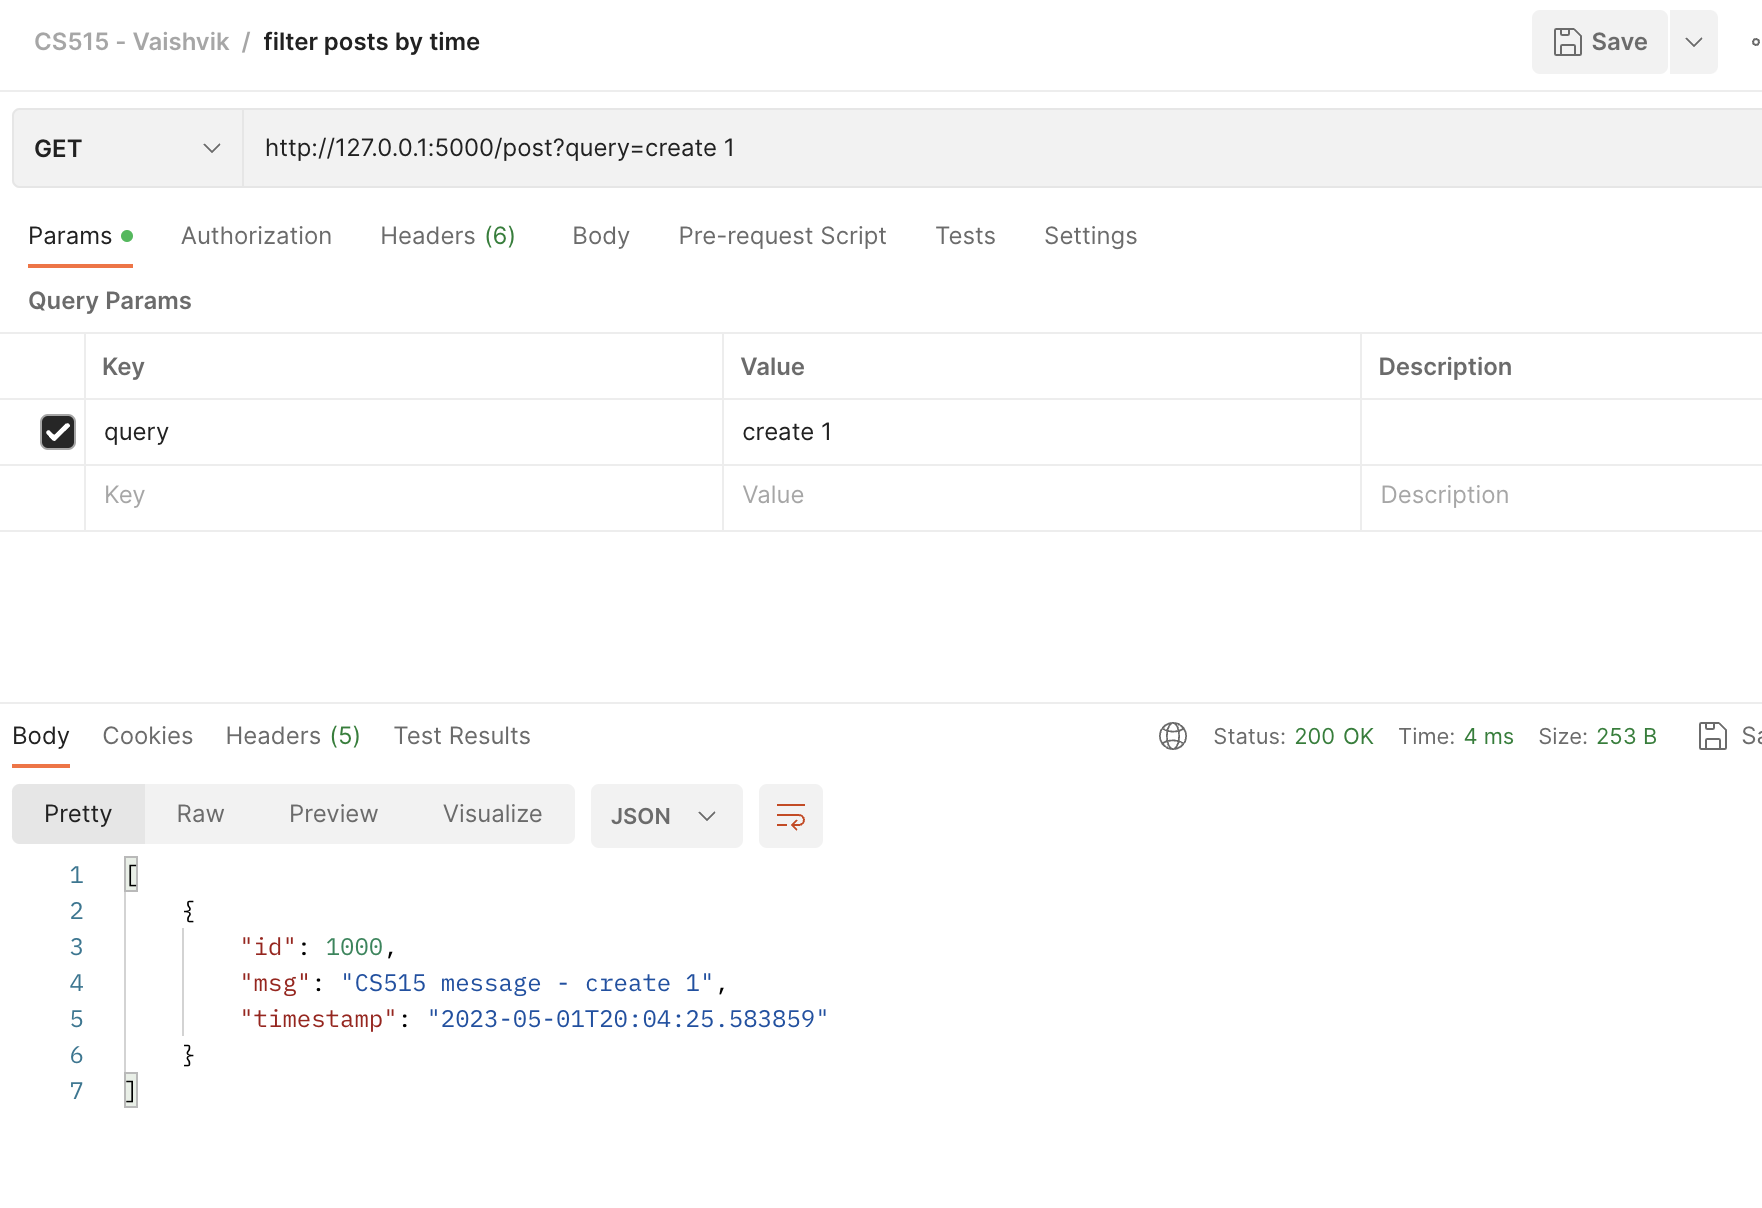 CS515 - Vaishvik / filter posts by time
Save
GET
http://127.0.0.1:5000/post?query=create 1
Params Authorization Headers (6) Body Pre-request Script Tests Settings
Query Params
Key Value Description
query create 1
Key Value Description
Body Cookies Headers (5) Test Results Status: 200 OK Time: 4 ms Size: 253 B
Pretty Raw Preview Visualize JSON
1 [
2 {
3 "id": 1000,
4 "msg": "CS515 message - create 1",
5 "timestamp": "2023-05-01T20:04:25.583859"
6 }
7 ]